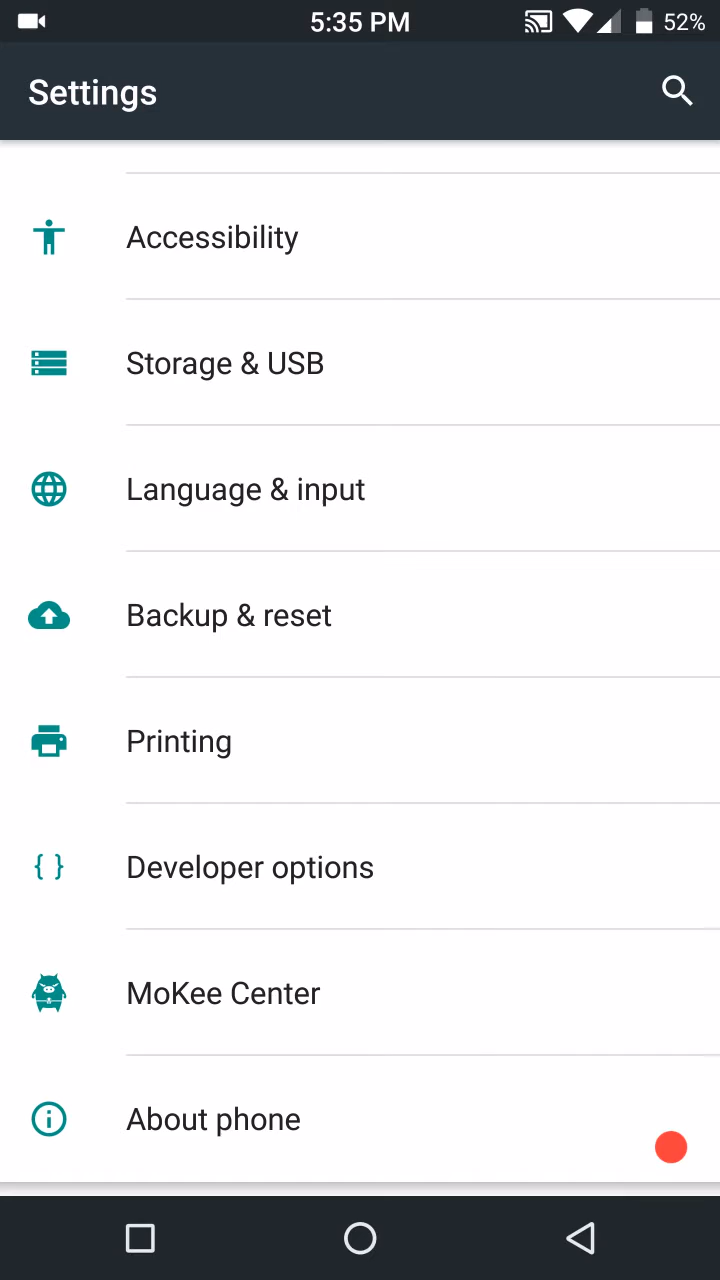 5:35 PM
52%
Settings
Accessibility
Storage & USB
Language & input
Backup & reset
Printing
{ } Developer options
MoKee Center
About phone